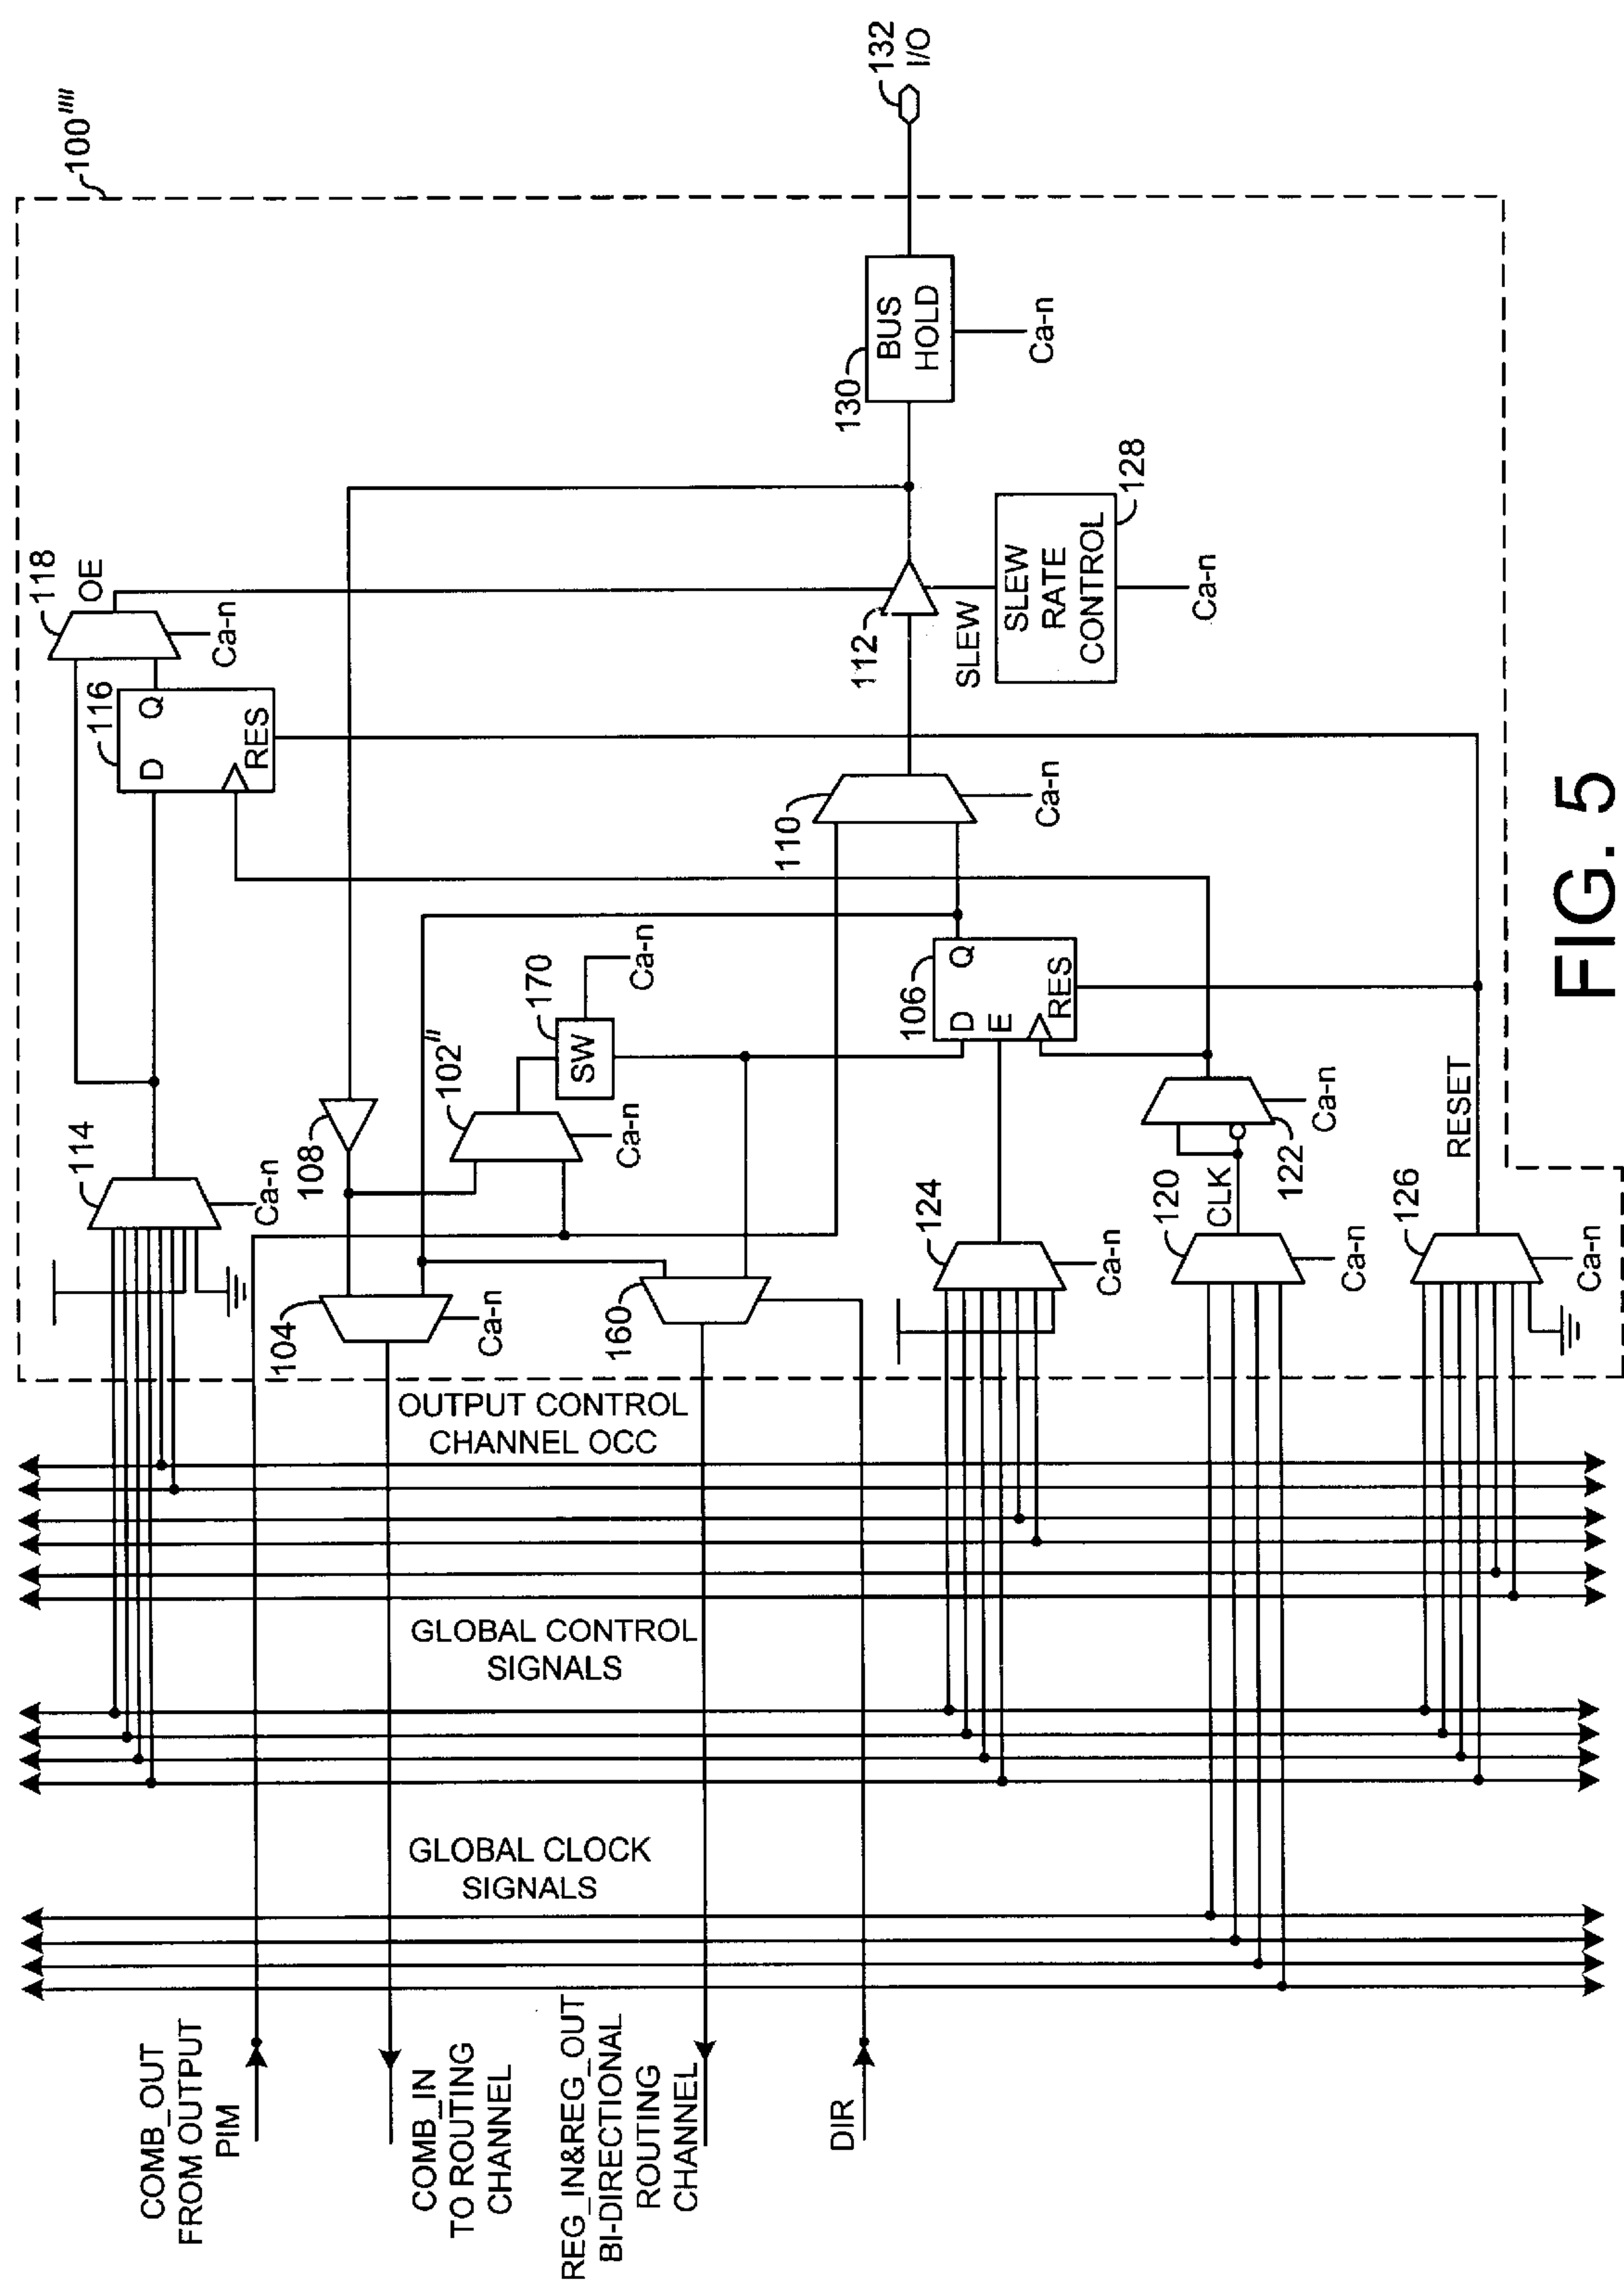 100''''
118
OE
116
D
Q
RES
Ca-n
114
Ca-n
108
102''
Ca-n
170
SW
Ca-n
104
Ca-n
160
110
Ca-n
106
D
Q
E
RES
112
SLEW
SLEW
RATE
CONTROL
128
Ca-n
130
BUS
HOLD
Ca-n
132
I/O
124
Ca-n
120
CLK
Ca-n
122
Ca-n
126
RESET
Ca-n
OUTPUT CONTROL
CHANNEL OCC
GLOBAL CONTROL
SIGNALS
GLOBAL CLOCK
SIGNALS
COMB_OUT
FROM OUTPUT
PIM
COMB_IN
TO ROUTING
CHANNEL
REG_IN&REG_OUT
BI-DIRECTIONAL
ROUTING
CHANNEL
DIR
FIG. 5